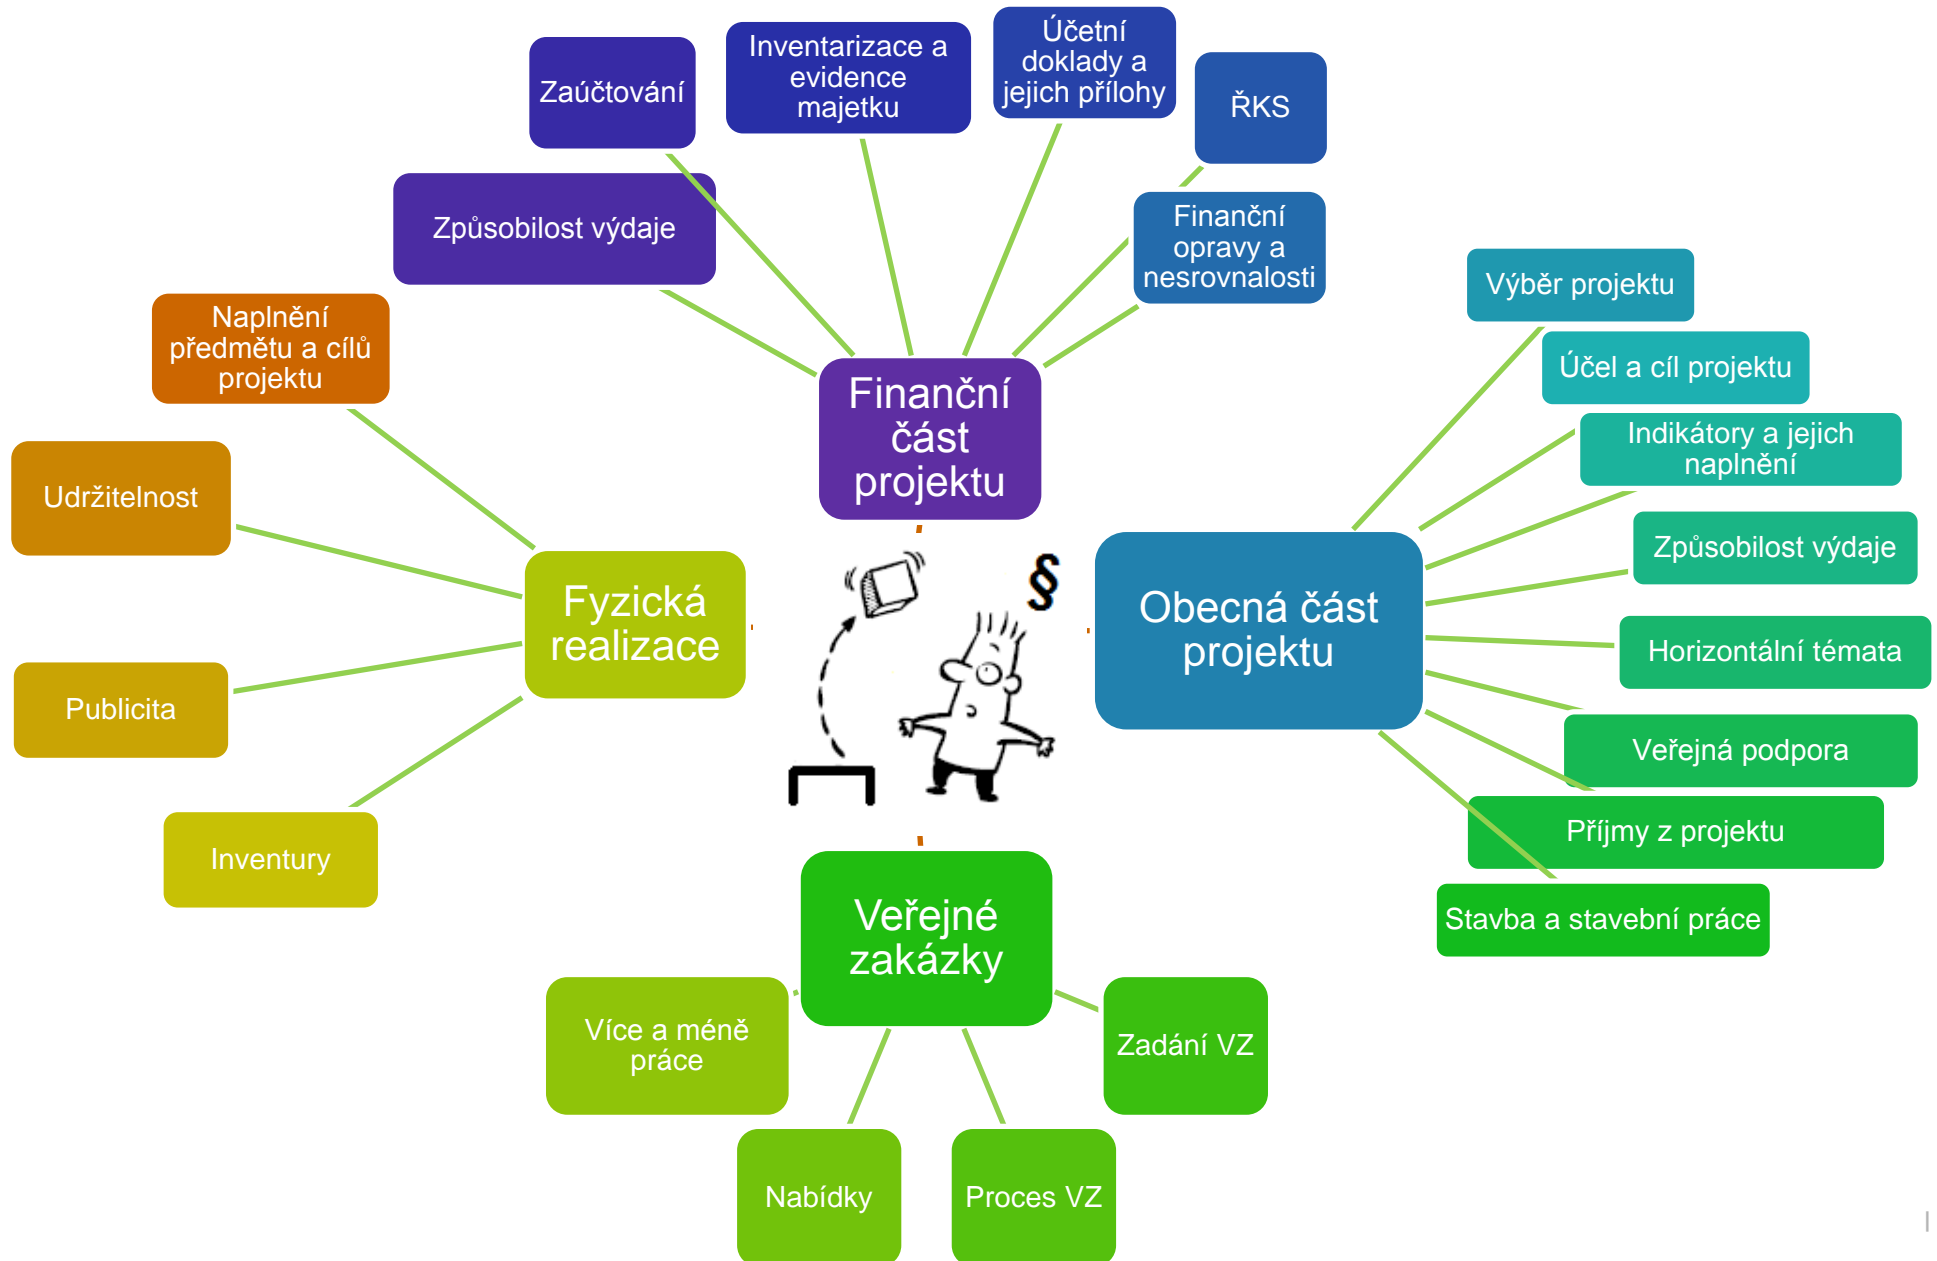 Účetní
doklady a
jejich přílohy
Inventarizace a
evidence
majetku
Zaúčtování
ŘKS
Způsobilost výdaje
Finanční
opravy a
nesrovnalosti
Výběr projektu
Naplnění
předmětu a cílů
projektu
Účel a cíl projektu
Finanční
část
projektu
Indikátory a jejich
naplnění
Udržitelnost
Způsobilost výdaje
§
Fyzická
realizace
Obecná část
projektu
Horizontální témata
Publicita
Veřejná podpora
Příjmy z projektu
Inventury
Stavba a stavební práce
Veřejné
zakázky
Více a méně
práce
Zadání VZ
Nabídky
Proces VZ